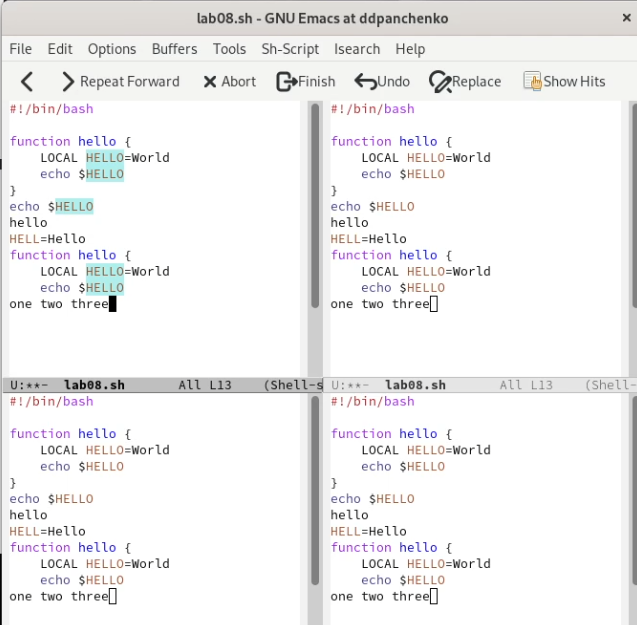 lab08.sh - GNU Emacs at ddpanchenko
File Edit Options Buffers Tools Sh-Script Isearch Help
Repeat Forward Abort Finish Undo Replace Show Hits
#!/bin/bash
function hello {
    LOCAL HELLO=World
    echo $HELLO
}
echo $HELLO
hello
HELL=Hello
function hello {
    LOCAL HELLO=World
    echo $HELLO
one two three
U:**-  lab08.sh       All L13    (Shell-s
#!/bin/bash
function hello {
    LOCAL HELLO=World
    echo $HELLO
}
echo $HELLO
hello
HELL=Hello
function hello {
    LOCAL HELLO=World
    echo $HELLO
one two three
U:**-  lab08.sh       All L13    (Shell-
#!/bin/bash
function hello {
    LOCAL HELLO=World
    echo $HELLO
}
echo $HELLO
hello
HELL=Hello
function hello {
    LOCAL HELLO=World
    echo $HELLO
one two three
#!/bin/bash
function hello {
    LOCAL HELLO=World
    echo $HELLO
}
echo $HELLO
hello
HELL=Hello
function hello {
    LOCAL HELLO=World
    echo $HELLO
one two three